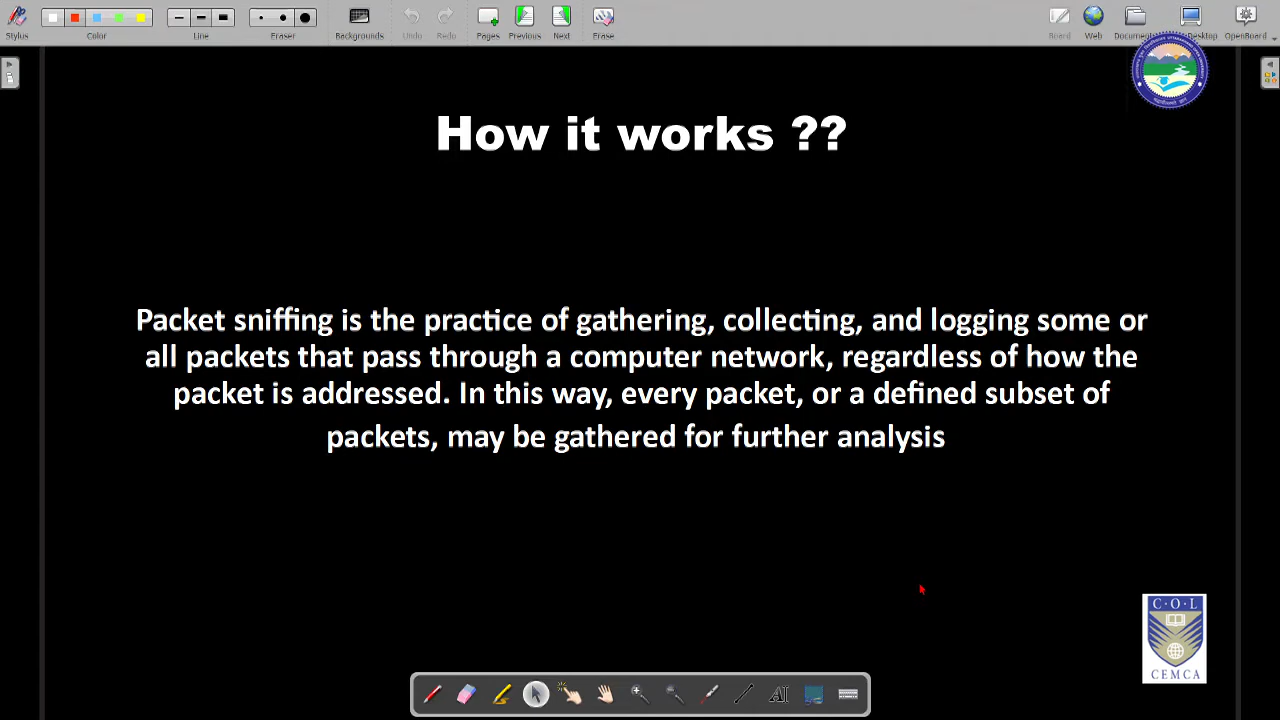 Stylus
Color
Line
Eraser
Backgrounds
Undo
Redo
Pages
Previous
Next
Erase
Board
Web
Desktop
OpenBoard
How it works ??
Packet sniffing is the practice of gathering, collecting, and logging some or
all packets that pass through a computer network, regardless of how the
packet is addressed. In this way, every packet, or a defined subset of
packets, may be gathered for further analysis
C·O·L
CEMCA
AI